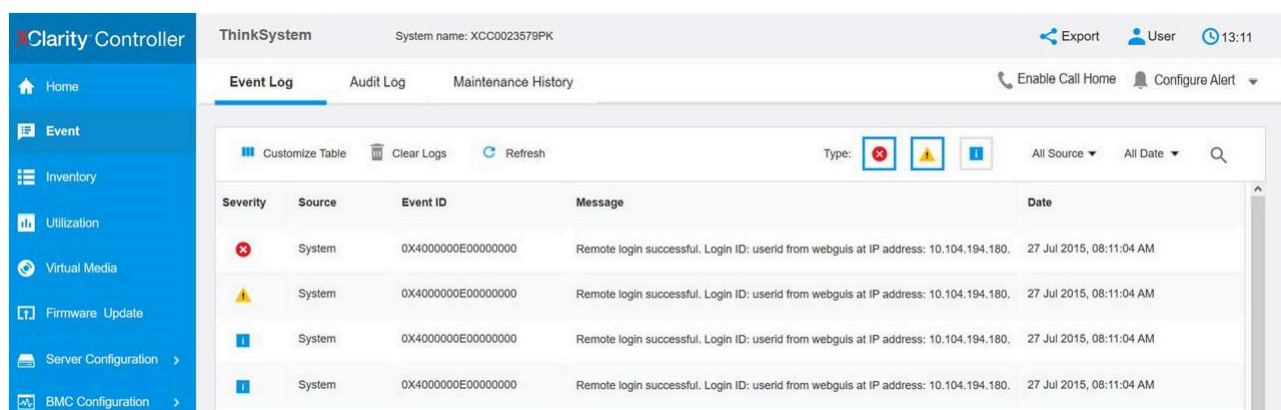 XClarity Controller
ThinkSystem System name: XCC0023579PK Export User 13:11
Home
Event
Inventory
Utilization
Virtual Media
Firmware Update
Server Configuration
BMC Configuration
Event Log Audit Log Maintenance History Enable Call Home Configure Alert
Customize Table Clear Logs Refresh Type: All Source All Date
Severity Source Event ID Message Date
System 0X4000000E00000000 Remote login successful. Login ID: userid from webguis at IP address: 10.104.194.180. 27 Jul 2015, 08:11:04 AM
System 0X4000000E00000000 Remote login successful. Login ID: userid from webguis at IP address: 10.104.194.180. 27 Jul 2015, 08:11:04 AM
System 0X4000000E00000000 Remote login successful. Login ID: userid from webguis at IP address: 10.104.194.180. 27 Jul 2015, 08:11:04 AM
System 0X4000000E00000000 Remote login successful. Login ID: userid from webguis at IP address: 10.104.194.180. 27 Jul 2015, 08:11:04 AM